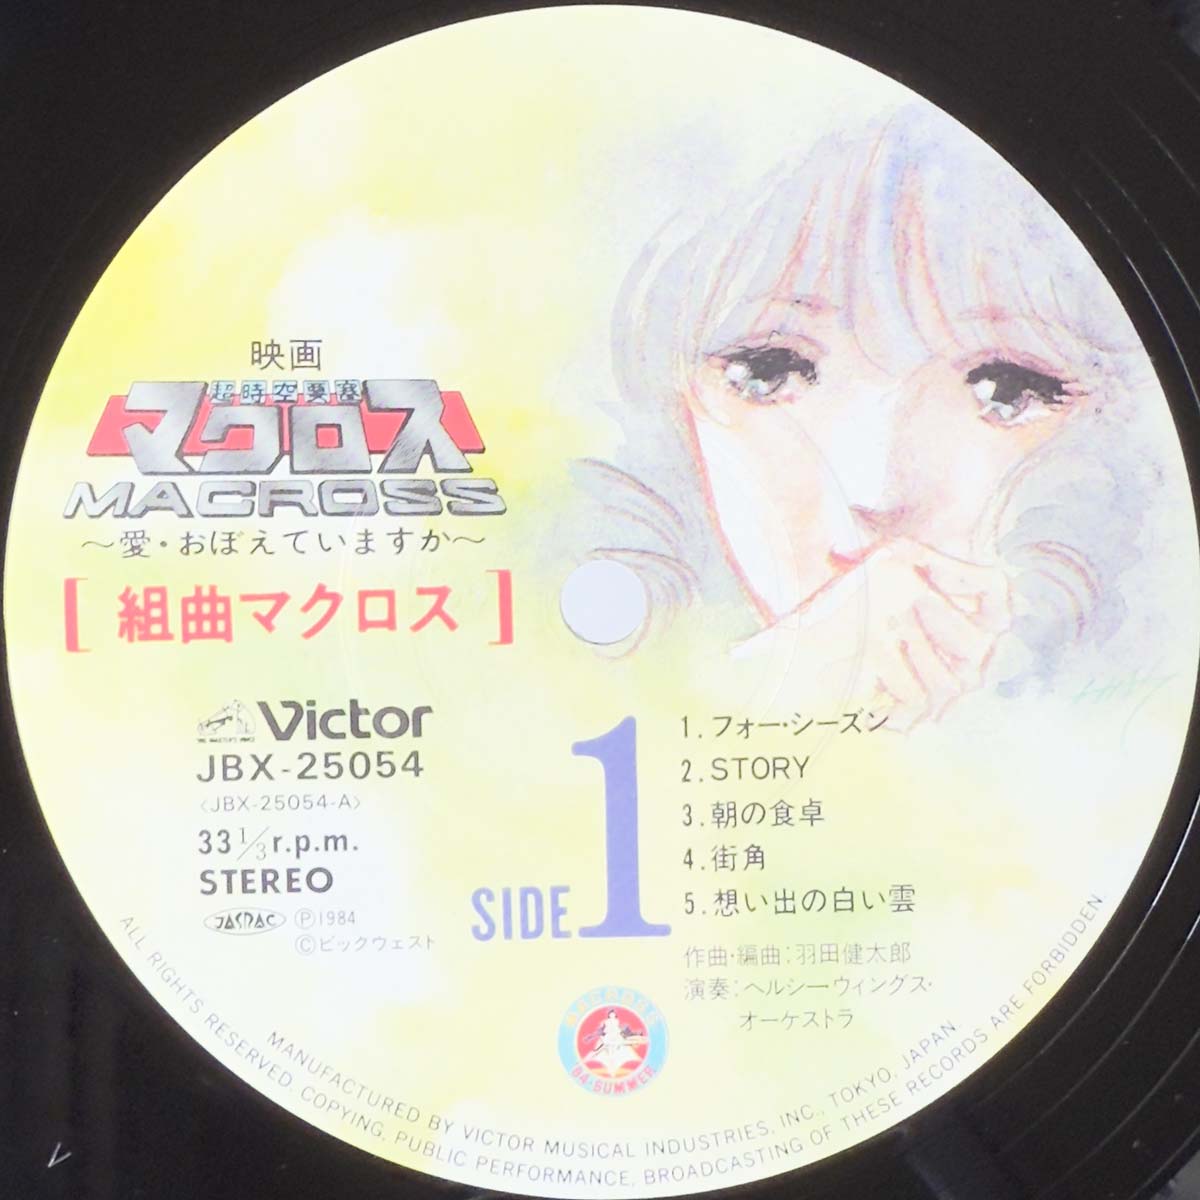 映画
超時空要塞
マクロス
MACROSS
～愛・おぼえていますか～
[組曲マクロス]
Victor
JBX-25054
〈JBX-25054-A〉
33 1/3 r.p.m.
STEREO
JASRAC ℗1984
©ビックウェスト
SIDE 1
1. フォー・シーズン
2. STORY
3. 朝の食卓
4. 街角
5. 想い出の白い雲
作曲・編曲：羽田健太郎
演奏：ヘルシー・ウィングス・
オーケストラ
MACROSS
'84・SUMMER
MANUFACTURED BY VICTOR MUSICAL INDUSTRIES, INC., TOKYO, JAPAN.
ALL RIGHTS RESERVED. COPYING, PUBLIC PERFORMANCE, BROADCASTING OF THESE RECORDS ARE FORBIDDEN